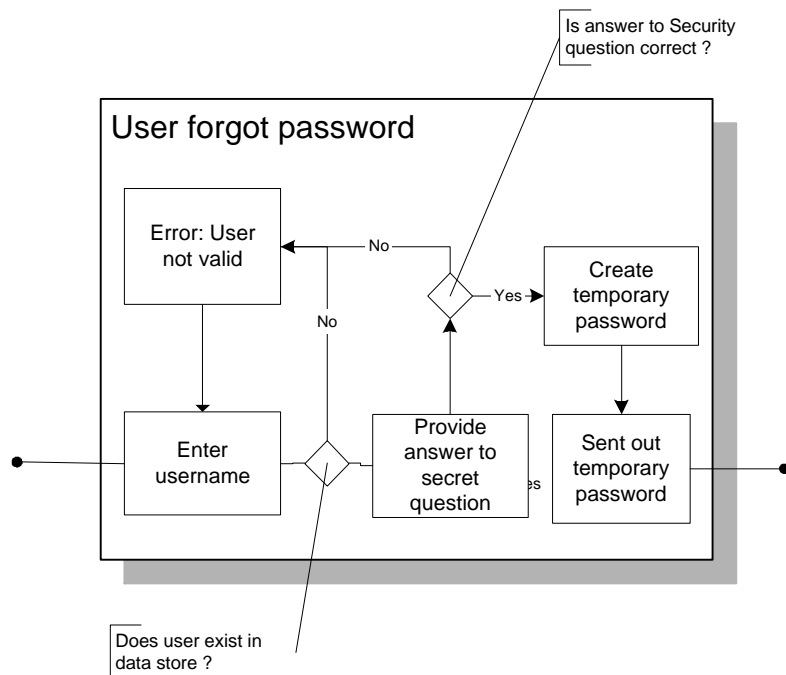 Is answer to Security
question correct ?
User forgot password
Error: User
not valid
No
No
Yes
Create
temporary
password
Enter
username
Provide
answer to
secret
question
Sent out
temporary
password
Does user exist in
data store ?